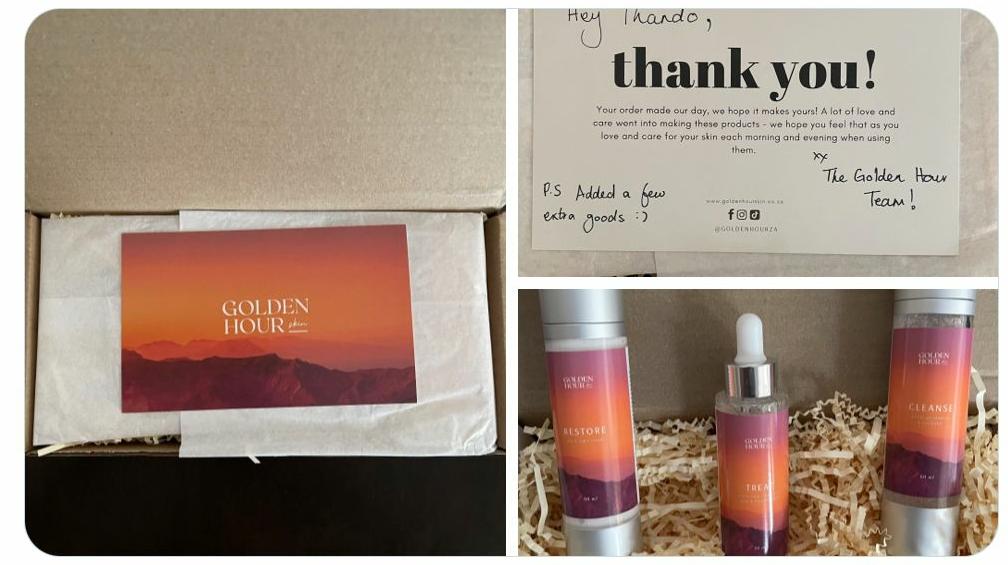 GOLDEN
HOUR skin
Hey Thando,
thank you!
Your order made our day, we hope it makes yours! A lot of love and
care went into making these products - we hope you feel that as you
love and care for your skin each morning and evening when using
them.
xx
The Golden Hour
Team!
P.S Added a few
extra goods :)
www.goldenhourskin.co.za
@GOLDENHOURZA
GOLDEN
HOUR
RESTORE
50 ml
GOLDEN
HOUR
TREA
GOLDEN
HOUR
CLEANSE